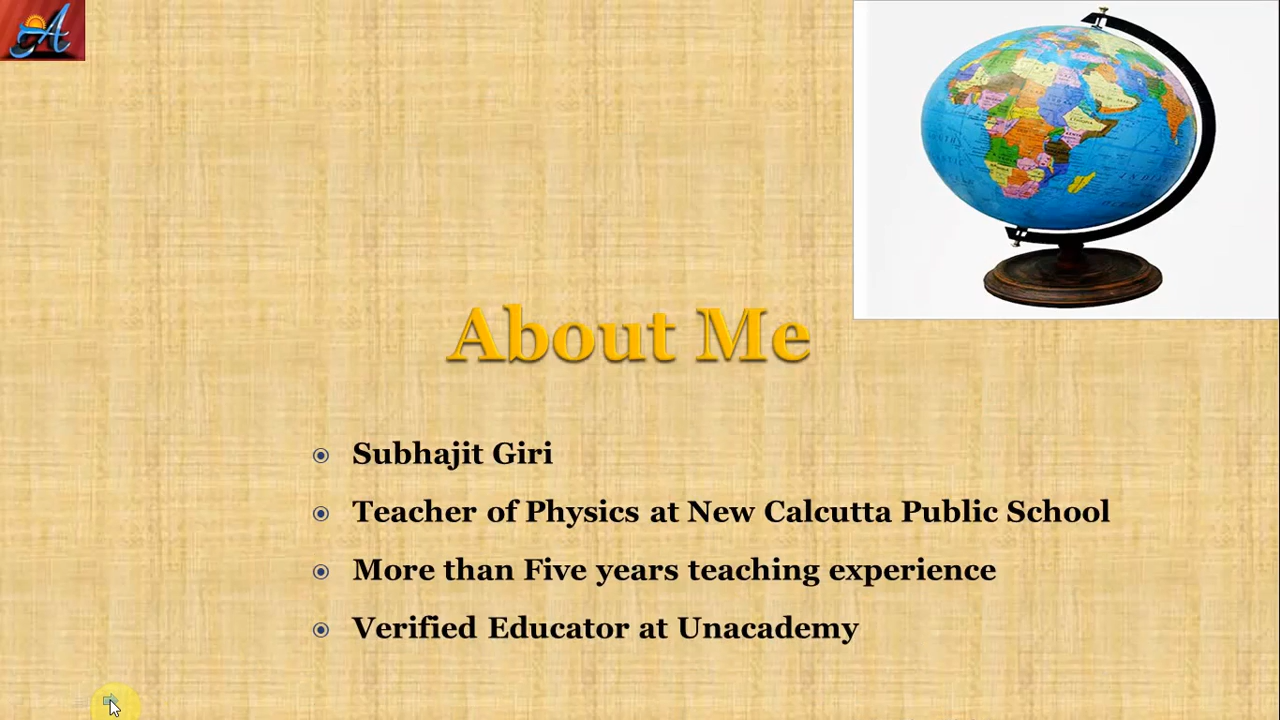 About Me
Subhajit Giri
Teacher of Physics at New Calcutta Public School
More than Five years teaching experience
Verified Educator at Unacademy